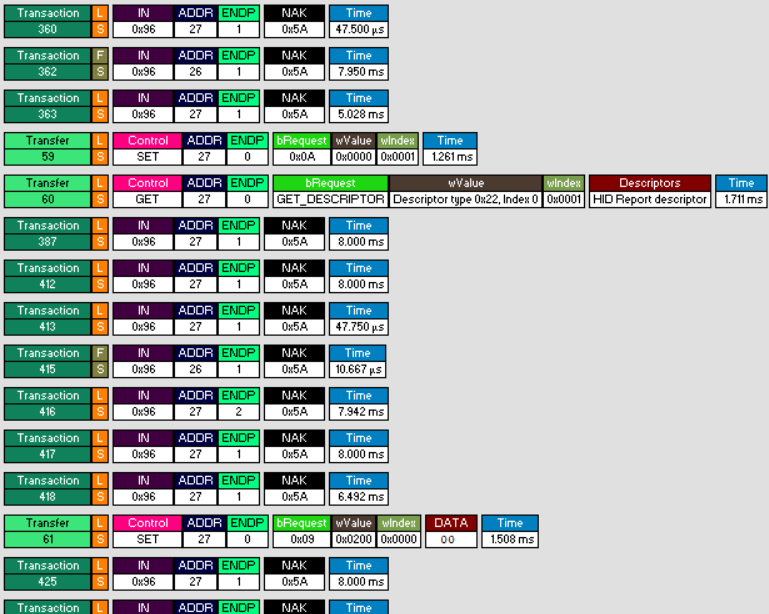 Transaction L IN ADDR ENDP NAK Time
360 S 0x96 27 1 0x5A 47.500 µs
Transaction F IN ADDR ENDP NAK Time
362 S 0x96 26 1 0x5A 7.950 ms
Transaction L IN ADDR ENDP NAK Time
363 S 0x96 27 1 0x5A 5.028 ms
Transfer L Control ADDR ENDP bRequest wValue wIndex Time
59 S SET 27 0 0x0A 0x0000 0x0001 1.261 ms
Transfer L Control ADDR ENDP bRequest wValue wIndex Descriptors Time
60 S GET 27 0 GET_DESCRIPTOR Descriptor type 0x22, Index 0 0x0001 HID Report descriptor 1.711 ms
Transaction L IN ADDR ENDP NAK Time
387 S 0x96 27 1 0x5A 8.000 ms
Transaction L IN ADDR ENDP NAK Time
412 S 0x96 27 1 0x5A 8.000 ms
Transaction L IN ADDR ENDP NAK Time
413 S 0x96 27 1 0x5A 47.750 µs
Transaction F IN ADDR ENDP NAK Time
415 S 0x96 26 1 0x5A 10.667 µs
Transaction L IN ADDR ENDP NAK Time
416 S 0x96 27 2 0x5A 7.942 ms
Transaction L IN ADDR ENDP NAK Time
417 S 0x96 27 1 0x5A 8.000 ms
Transaction L IN ADDR ENDP NAK Time
418 S 0x96 27 1 0x5A 6.492 ms
Transfer L Control ADDR ENDP bRequest wValue wIndex DATA Time
61 S SET 27 0 0x09 0x0200 0x0000 00 1.508 ms
Transaction L IN ADDR ENDP NAK Time
425 S 0x96 27 1 0x5A 8.000 ms
Transaction L IN ADDR ENDP NAK Time